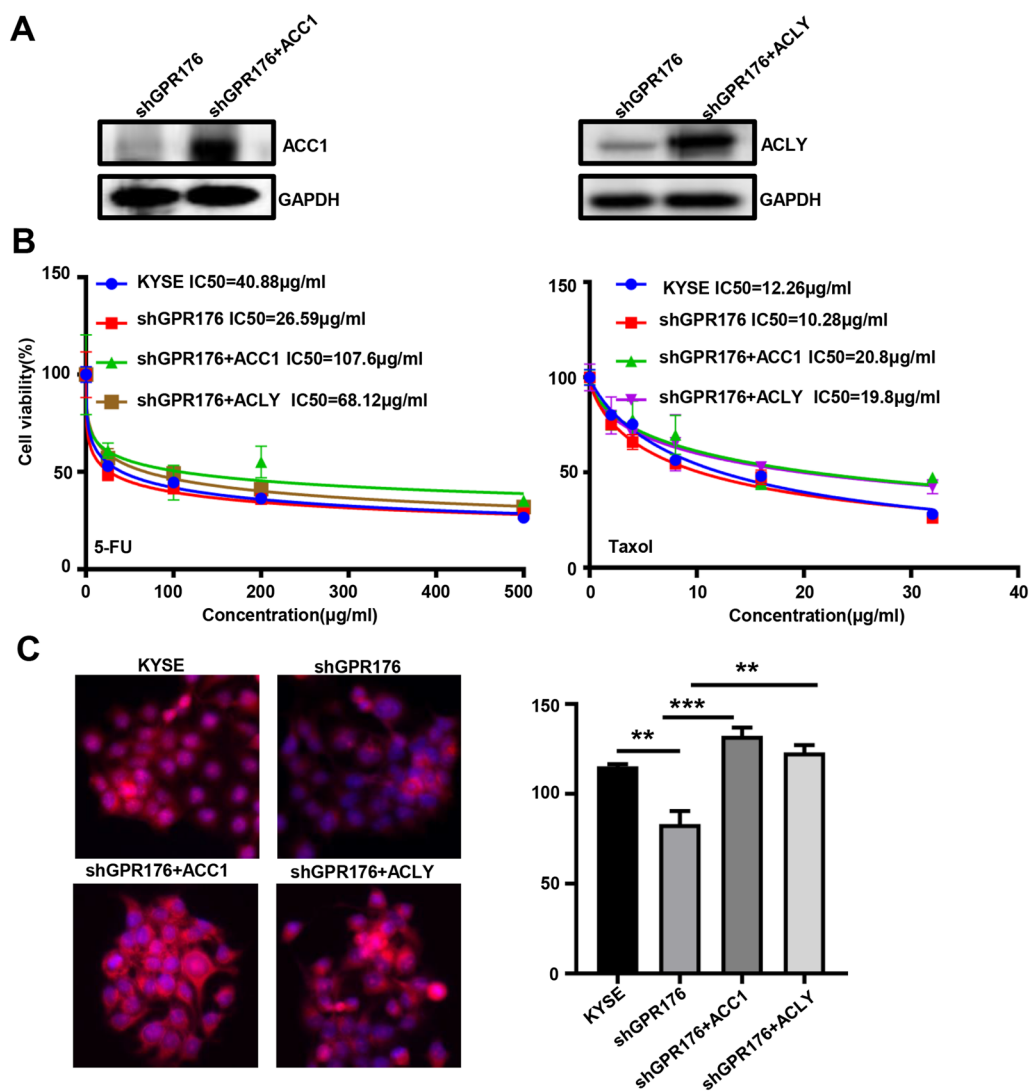 A
shGPR176
shGPR176+ACC1
ACC1
GAPDH
shGPR176
shGPR176+ACLY
ACLY
GAPDH
B
150
100
50
0
Cell viability(%)
KYSE IC50=40.88µg/ml
shGPR176 IC50=26.59µg/ml
shGPR176+ACC1 IC50=107.6µg/ml
shGPR176+ACLY IC50=68.12µg/ml
5-FU
0 100 200 300 400 500
Concentration(µg/ml)
150
100
50
0
KYSE IC50=12.26µg/ml
shGPR176 IC50=10.28µg/ml
shGPR176+ACC1 IC50=20.8µg/ml
shGPR176+ACLY IC50=19.8µg/ml
Taxol
0 10 20 30 40
Concentration(µg/ml)
C
KYSE
shGPR176
shGPR176+ACC1
shGPR176+ACLY
**
***
**
150
100
50
0
KYSE
shGPR176
shGPR176+ACC1
shGPR176+ACLY